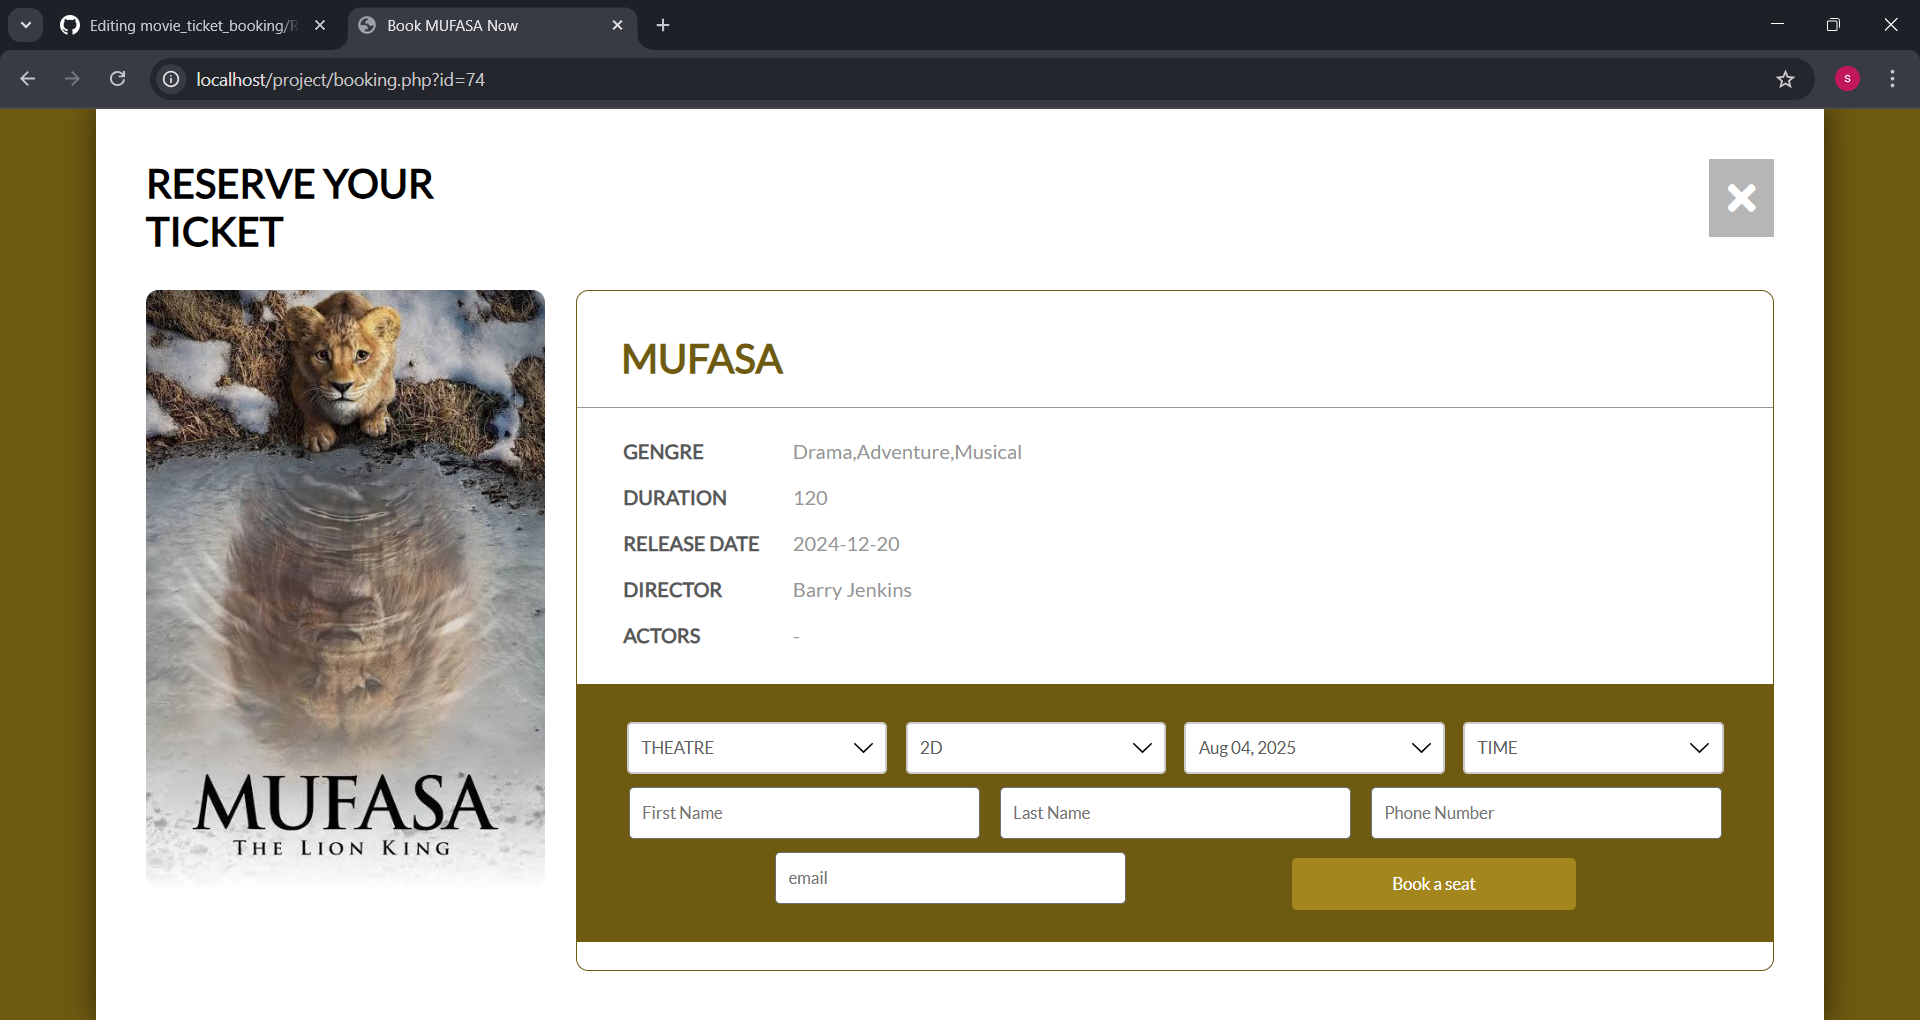 Editing movie_ticket_booking/R
Book MUFASA Now
localhost/project/booking.php?id=74
S
RESERVE YOUR
TICKET
MUFASA
THE LION KING
MUFASA
GENGRE Drama,Adventure,Musical
DURATION 120
RELEASE DATE 2024-12-20
DIRECTOR Barry Jenkins
ACTORS -
THEATRE 2D Aug 04, 2025 TIME
First Name Last Name Phone Number
email Book a seat